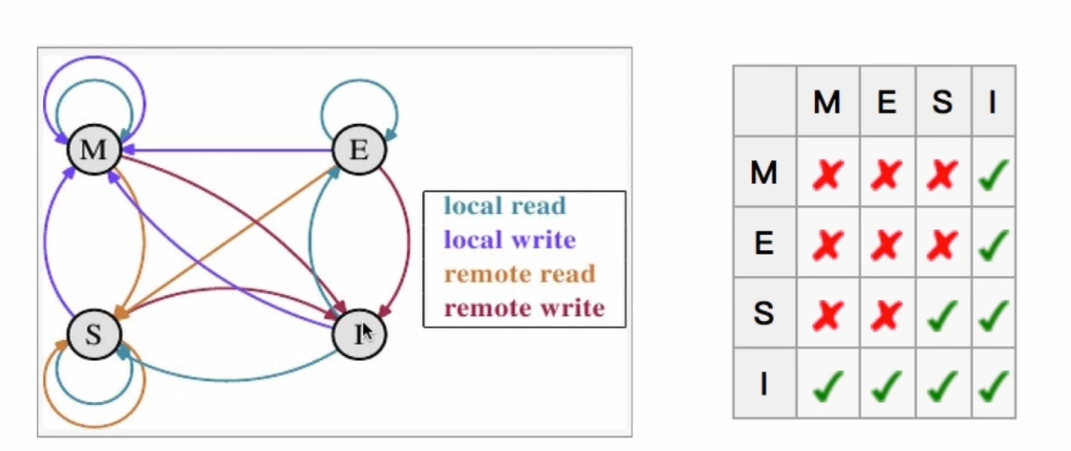 M
E
S
I
local read
local write
remote read
remote write
M E S I
M ✘ ✘ ✘ ✓
E ✘ ✘ ✘ ✓
S ✘ ✘ ✓ ✓
I ✓ ✓ ✓ ✓